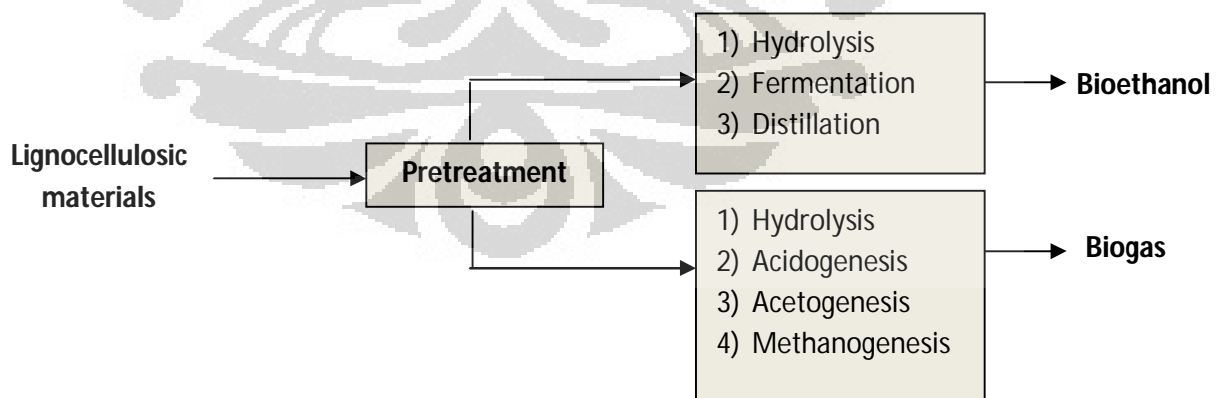 Lignocellulosic
materials
Pretreatment
1) Hydrolysis
2) Fermentation
3) Distillation
Bioethanol
1) Hydrolysis
2) Acidogenesis
3) Acetogenesis
4) Methanogenesis
Biogas